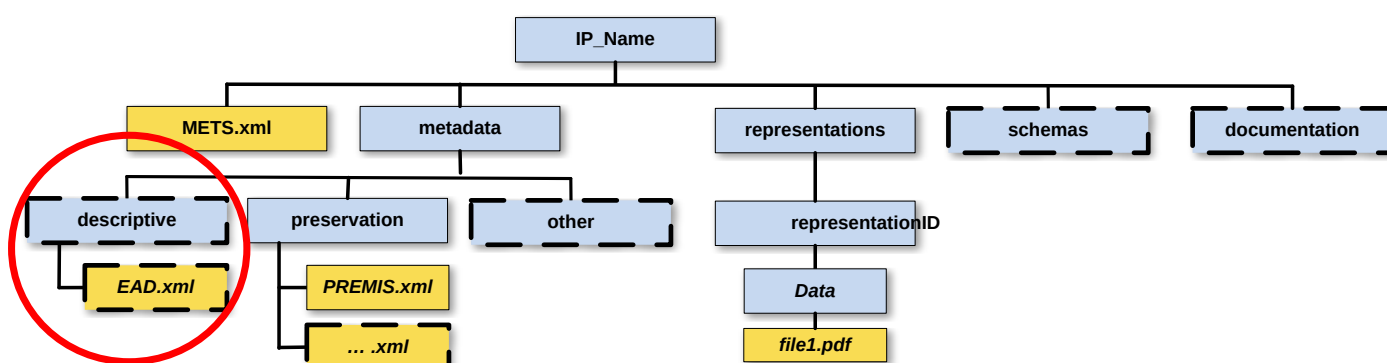 IP_Name
METS.xml
metadata
representations
schemas
documentation
descriptive
preservation
other
representationID
EAD.xml
PREMIS.xml
Data
... .xml
file1.pdf